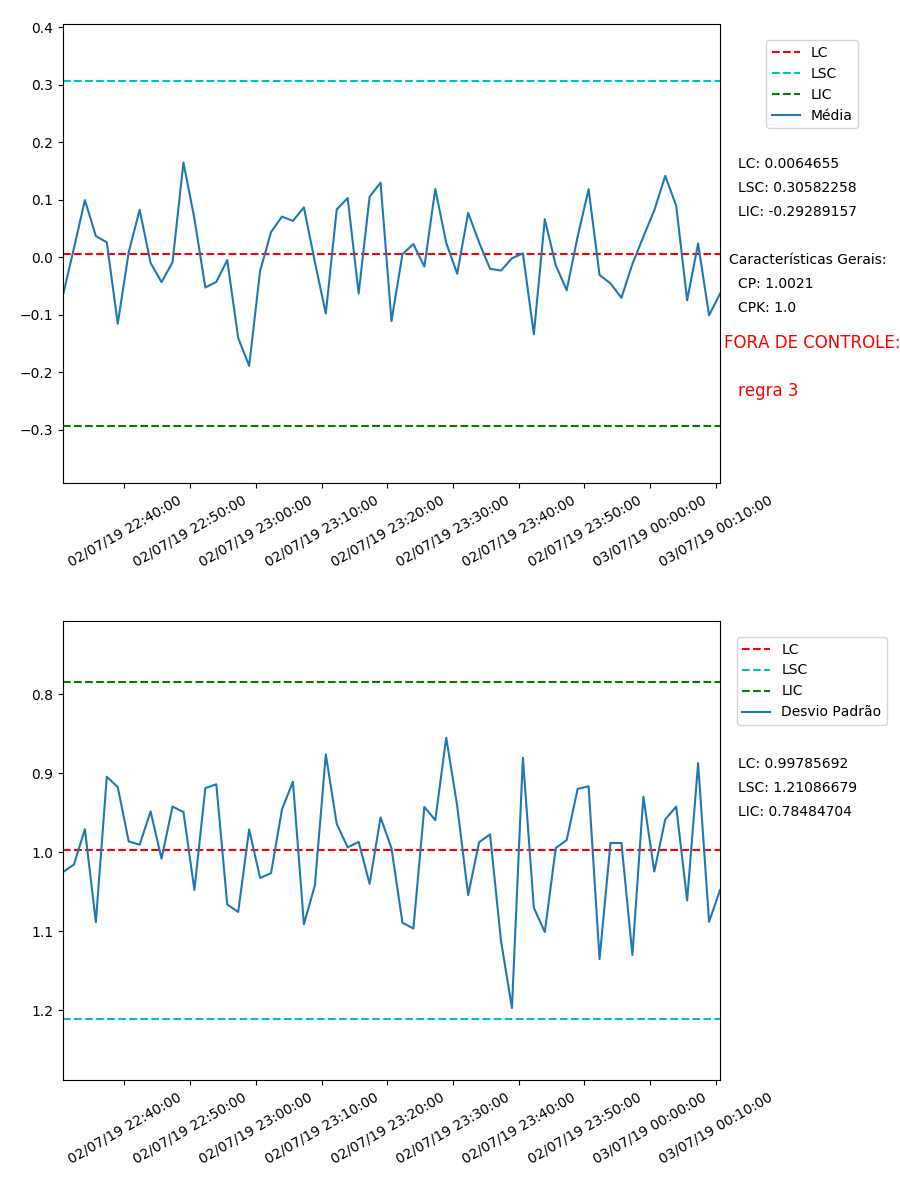 0.4
0.3
0.2
0.1
0.0
−0.1
−0.2
−0.3
02/07/19 22:40:00
02/07/19 22:50:00
02/07/19 23:00:00
02/07/19 23:10:00
02/07/19 23:20:00
02/07/19 23:30:00
02/07/19 23:40:00
02/07/19 23:50:00
03/07/19 00:00:00
03/07/19 00:10:00
LC
LSC
LIC
Média
LC: 0.0064655
LSC: 0.30582258
LIC: -0.29289157
Características Gerais:
CP: 1.0021
CPK: 1.0
FORA DE CONTROLE:
regra 3
0.8
0.9
1.0
1.1
1.2
02/07/19 22:40:00
02/07/19 22:50:00
02/07/19 23:00:00
02/07/19 23:10:00
02/07/19 23:20:00
02/07/19 23:30:00
02/07/19 23:40:00
02/07/19 23:50:00
03/07/19 00:00:00
03/07/19 00:10:00
LC
LSC
LIC
Desvio Padrão
LC: 0.99785692
LSC: 1.21086679
LIC: 0.78484704